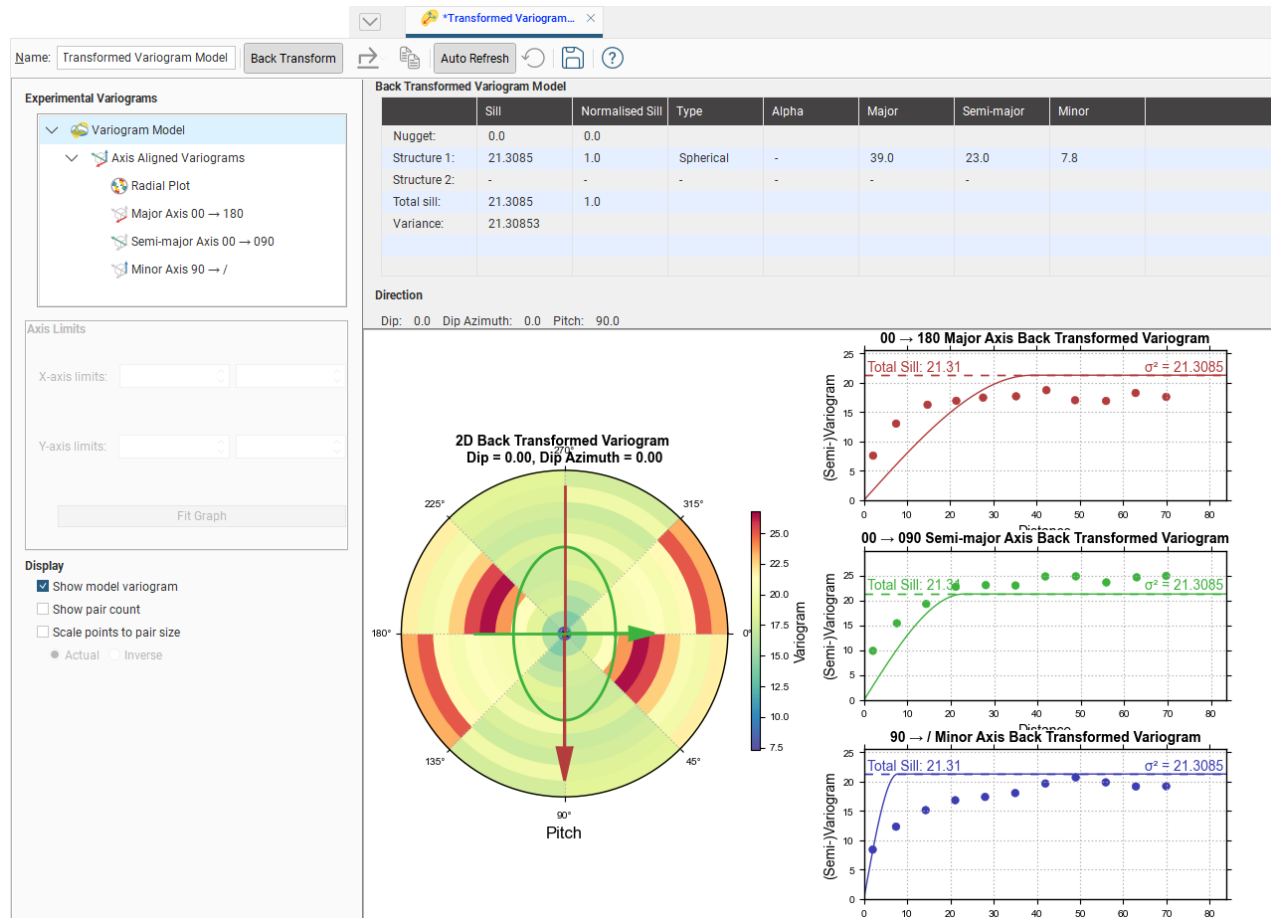 *Transformed Variogram...
Name: Transformed Variogram Model Back Transform Auto Refresh
Experimental Variograms
Variogram Model
Axis Aligned Variograms
Radial Plot
Major Axis 00 → 180
Semi-major Axis 00 → 090
Minor Axis 90 → /
Axis Limits
X-axis limits:
Y-axis limits:
Fit Graph
Display
Show model variogram
Show pair count
Scale points to pair size
Actual Inverse
Back Transformed Variogram Model
Sill Normalised Sill Type Alpha Major Semi-major Minor
Nugget: 0.0 0.0
Structure 1: 21.3085 1.0 Spherical - 39.0 23.0 7.8
Structure 2: - - - - - -
Total sill: 21.3085 1.0
Variance: 21.30853
Direction
Dip: 0.0 Dip Azimuth: 0.0 Pitch: 90.0
2D Back Transformed Variogram
Dip = 0.00, Dip Azimuth = 0.00
270°
225° 315°
180° 0°
135° 45°
90°
Pitch
25.0
22.5
20.0
17.5
15.0
12.5
10.0
7.5
Variogram
00 → 180 Major Axis Back Transformed Variogram
Total Sill: 21.31 σ² = 21.3085
(Semi-)Variogram
25
20
15
10
5
0
0 10 20 30 40 50 60 70 80
Distance
00 → 090 Semi-major Axis Back Transformed Variogram
Total Sill: 21.31 σ² = 21.3085
(Semi-)Variogram
25
20
15
10
5
0
0 10 20 30 40 50 60 70 80
Distance
90 → / Minor Axis Back Transformed Variogram
Total Sill: 21.31 σ² = 21.3085
(Semi-)Variogram
25
20
15
10
5
0
0 10 20 30 40 50 60 70 80